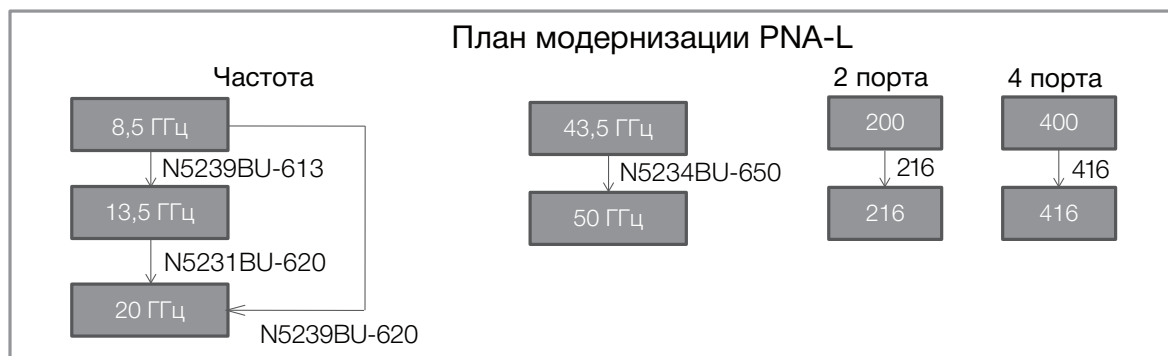 План модернизации PNA-L
Частота
8,5 ГГц
N5239BU-613
13,5 ГГц
N5231BU-620
20 ГГц
N5239BU-620
43,5 ГГц
N5234BU-650
50 ГГц
2 порта
200
216
216
4 порта
400
416
416